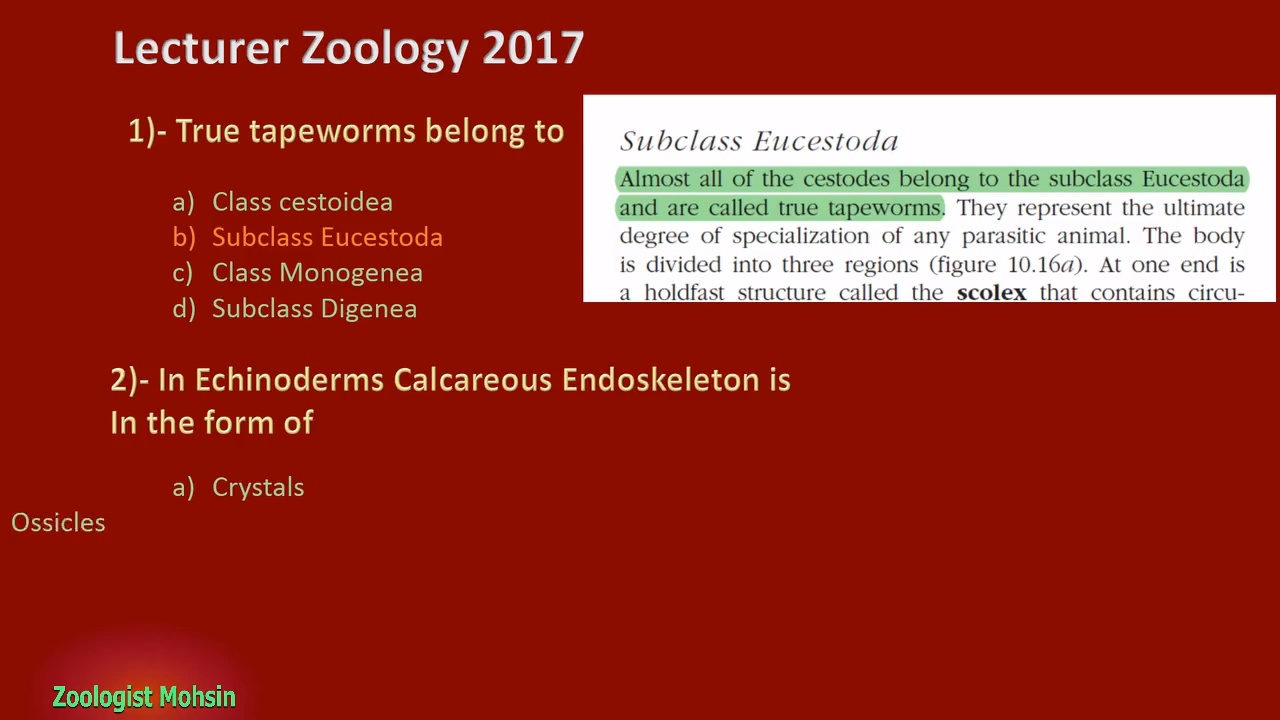 Lecturer Zoology 2017
1)- True tapeworms belong to
a) Class cestoidea
b) Subclass Eucestoda
c) Class Monogenea
d) Subclass Digenea
Subclass Eucestoda
Almost all of the cestodes belong to the subclass Eucestoda
and are called true tapeworms. They represent the ultimate
degree of specialization of any parasitic animal. The body
is divided into three regions (figure 10.16a). At one end is
a holdfast structure called the scolex that contains circu-
2)- In Echinoderms Calcareous Endoskeleton is
In the form of
a) Crystals
Ossicles
Zoologist Mohsin